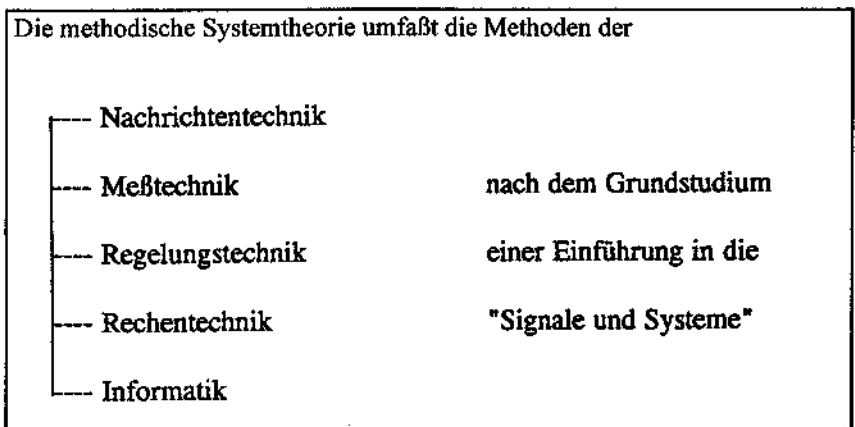 Die methodische Systemtheorie umfaßt die Methoden der
Nachrichtentechnik
Meßtechnik nach dem Grundstudium
Regelungstechnik einer Einführung in die
Rechentechnik "Signale und Systeme"
Informatik